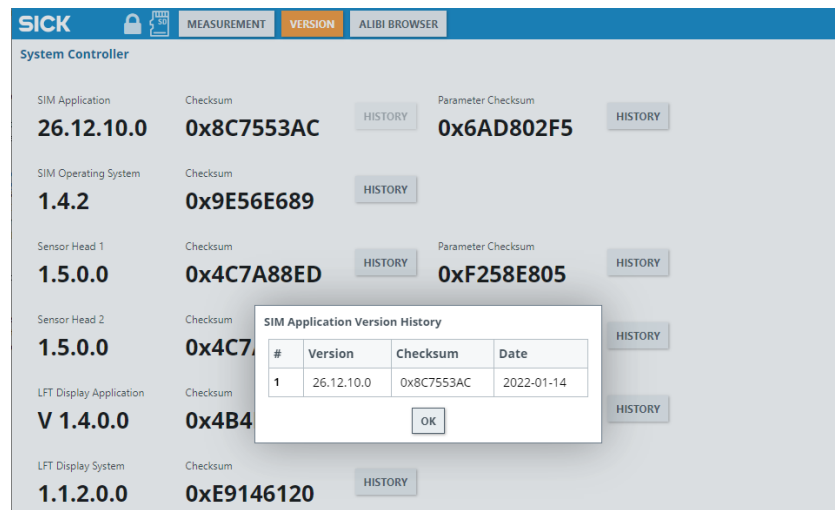 SICK SD MEASUREMENT VERSION ALIBI BROWSER
System Controller
SIM Application Checksum Parameter Checksum
26.12.10.0 0x8C7553AC HISTORY 0x6AD802F5 HISTORY
SIM Operating System Checksum
1.4.2 0x9E56E689 HISTORY
Sensor Head 1 Checksum Parameter Checksum
1.5.0.0 0x4C7A88ED HISTORY 0xF258E805 HISTORY
Sensor Head 2 Checksum
1.5.0.0 0x4C7 HISTORY
SIM Application Version History
# Version Checksum Date
1 26.12.10.0 0x8C7553AC 2022-01-14
OK
LFT Display Application Checksum
V 1.4.0.0 0x4B4 HISTORY
LFT Display System Checksum
1.1.2.0.0 0xE9146120 HISTORY